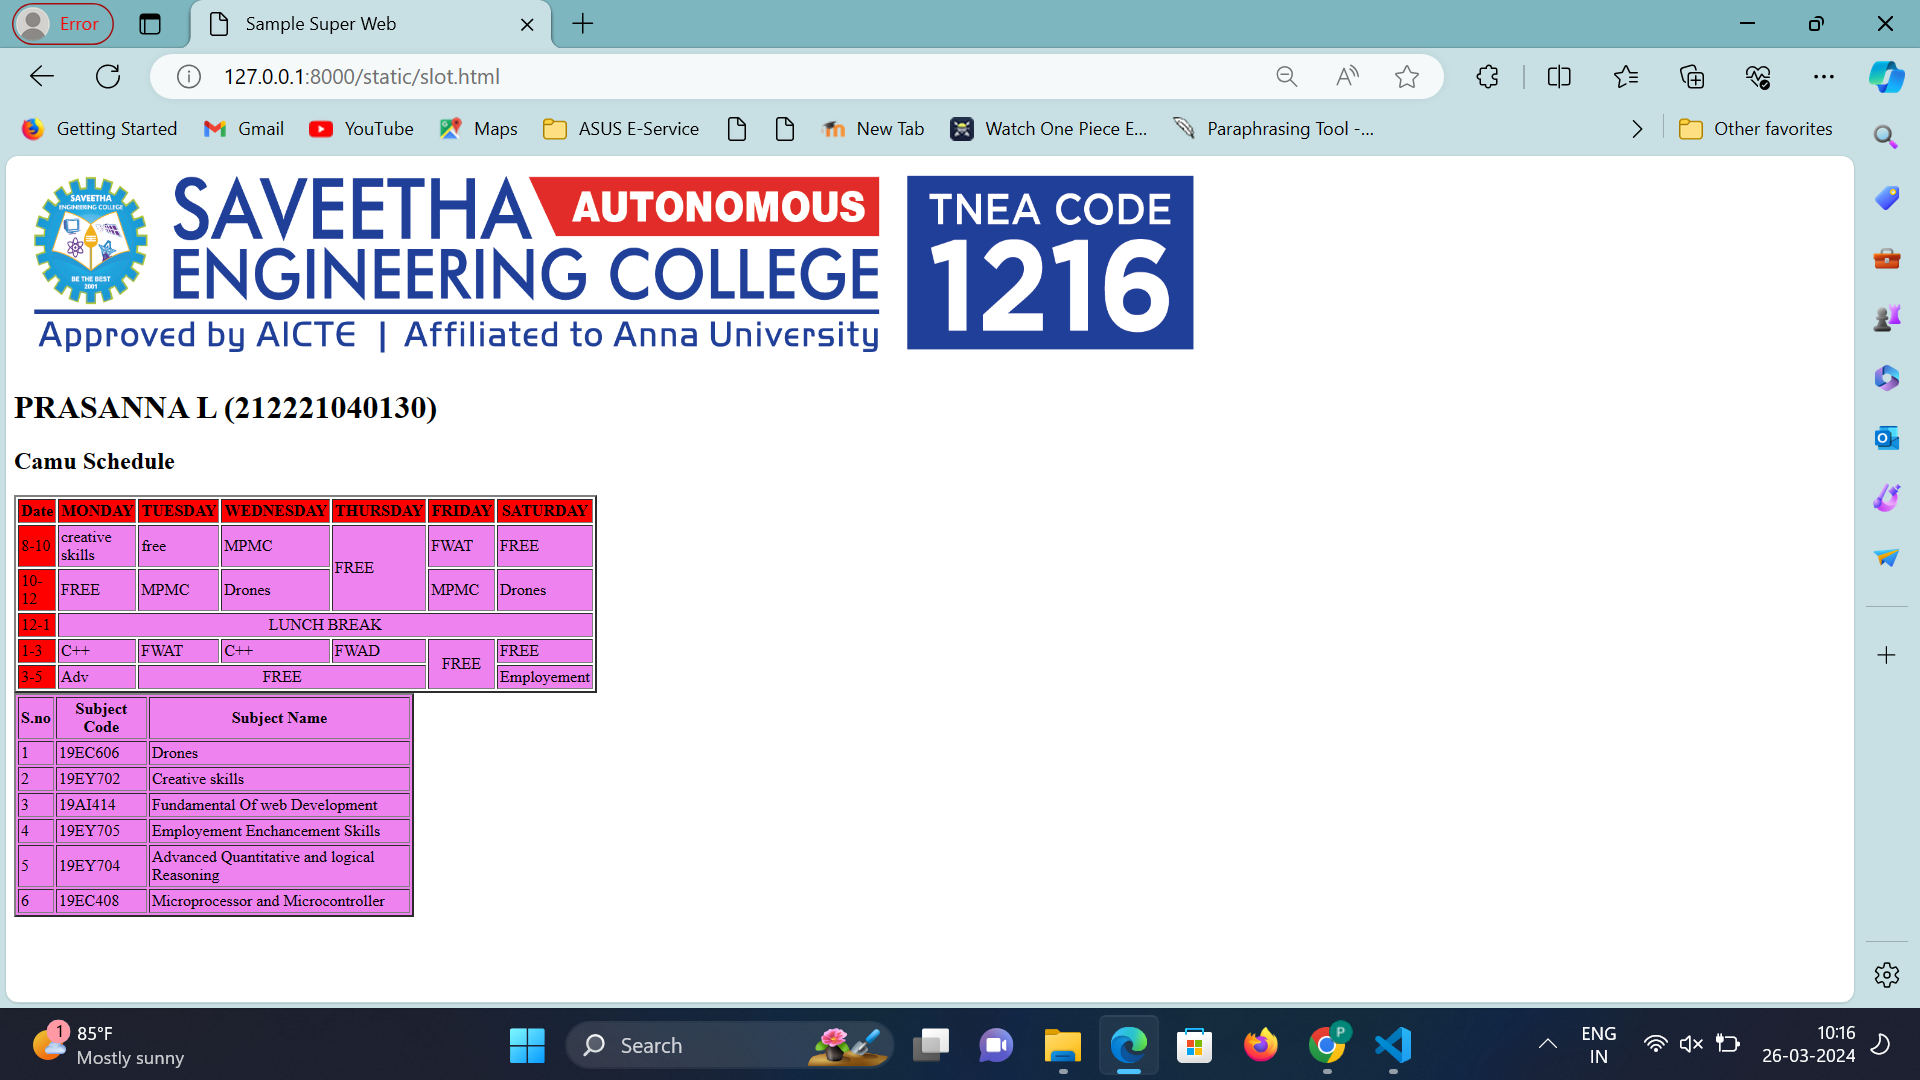 Error
Sample Super Web
127.0.0.1:8000/static/slot.html
Getting Started
Gmail
YouTube
Maps
ASUS E-Service
New Tab
Watch One Piece E...
Paraphrasing Tool -...
Other favorites
SAVEETHA
ENGINEERING COLLEGE
BE THE BEST
2001
SAVEETHA AUTONOMOUS
ENGINEERING COLLEGE
Approved by AICTE | Affiliated to Anna University
TNEA CODE
1216
PRASANNA L (212221040130)
Camu Schedule
Date MONDAY TUESDAY WEDNESDAY THURSDAY FRIDAY SATURDAY
8-10 creative skills free MPMC FREE FWAT FREE
10-12 FREE MPMC Drones MPMC Drones
12-1 LUNCH BREAK
1-3 C++ FWAT C++ FWAD FREE FREE
3-5 Adv FREE Employement
S.no Subject Code Subject Name
1 19EC606 Drones
2 19EY702 Creative skills
3 19AI414 Fundamental Of web Development
4 19EY705 Employement Enchancement Skills
5 19EY704 Advanced Quantitative and logical Reasoning
6 19EC408 Microprocessor and Microcontroller
1
85°F
Mostly sunny
Search
P
ENG
IN
10:16
26-03-2024